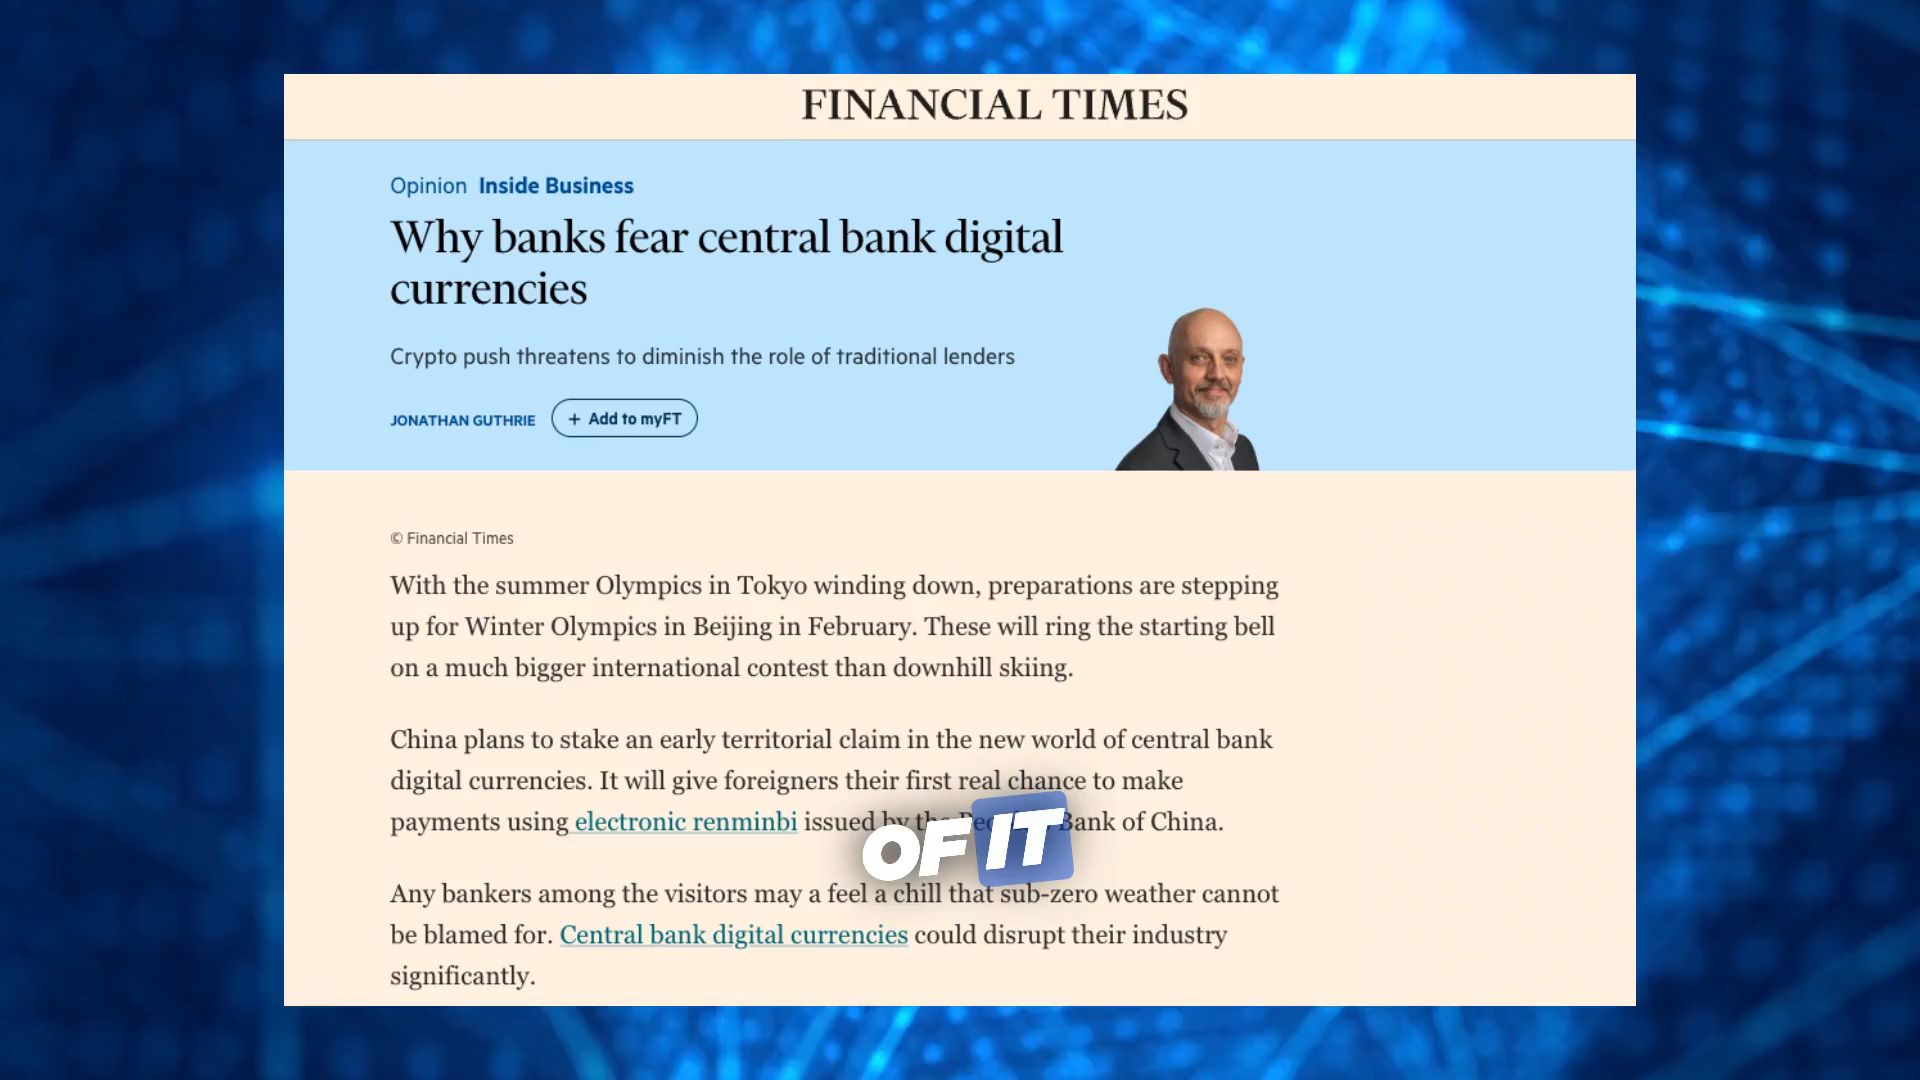 FINANCIAL TIMES
Opinion Inside Business
Why banks fear central bank digital
currencies
Crypto push threatens to diminish the role of traditional lenders
JONATHAN GUTHRIE + Add to myFT
© Financial Times
With the summer Olympics in Tokyo winding down, preparations are stepping
up for Winter Olympics in Beijing in February. These will ring the starting bell
on a much bigger international contest than downhill skiing.
China plans to stake an early territorial claim in the new world of central bank
digital currencies. It will give foreigners their first real chance to make
payments using electronic renminbi issued by the Bank of China.
OF IT
Any bankers among the visitors may a feel a chill that sub-zero weather cannot
be blamed for. Central bank digital currencies could disrupt their industry
significantly.